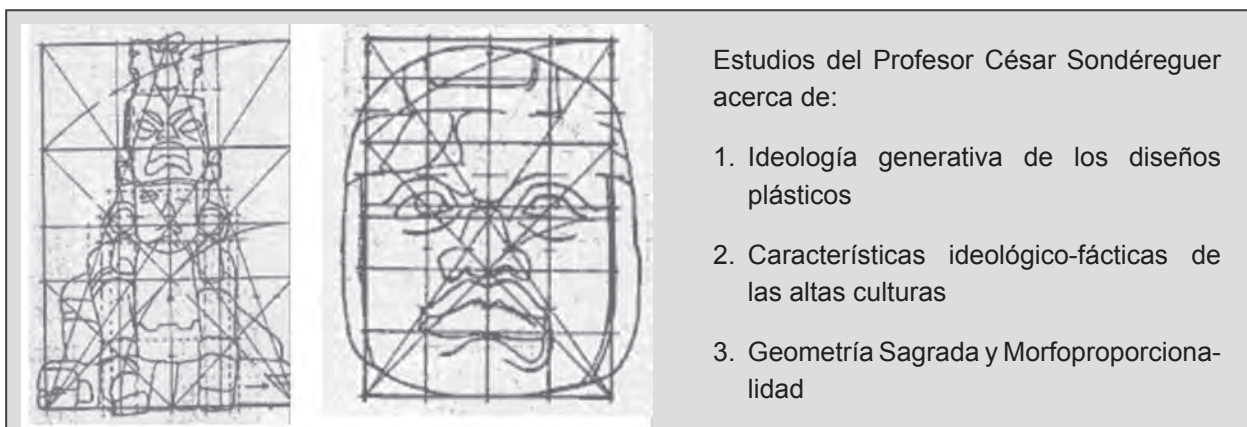 Estudios del Profesor César Sondéreguer
acerca de:
1. Ideología generativa de los diseños
plásticos
2. Características ideológico-fácticas de
las altas culturas
3. Geometría Sagrada y Morfoproporciona-
lidad